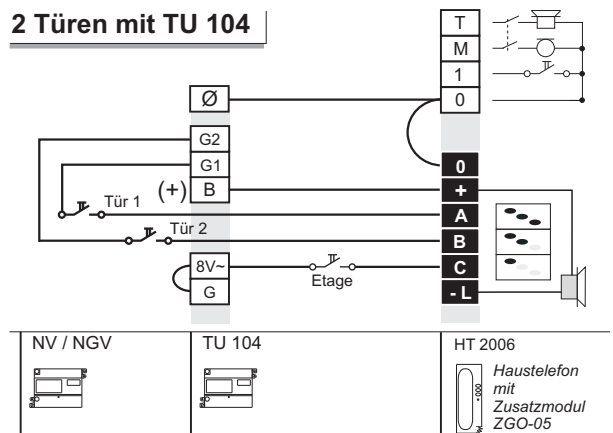 2 Türen mit TU 104
T
M
1
0
Ø
G2
G1
(+) B
Tür 1
Tür 2
8V~
G
Etage
0
+
A
B
C
- L
NV / NGV
TU 104
HT 2006
Haustelefon
mit
Zusatzmodul
ZGO-05